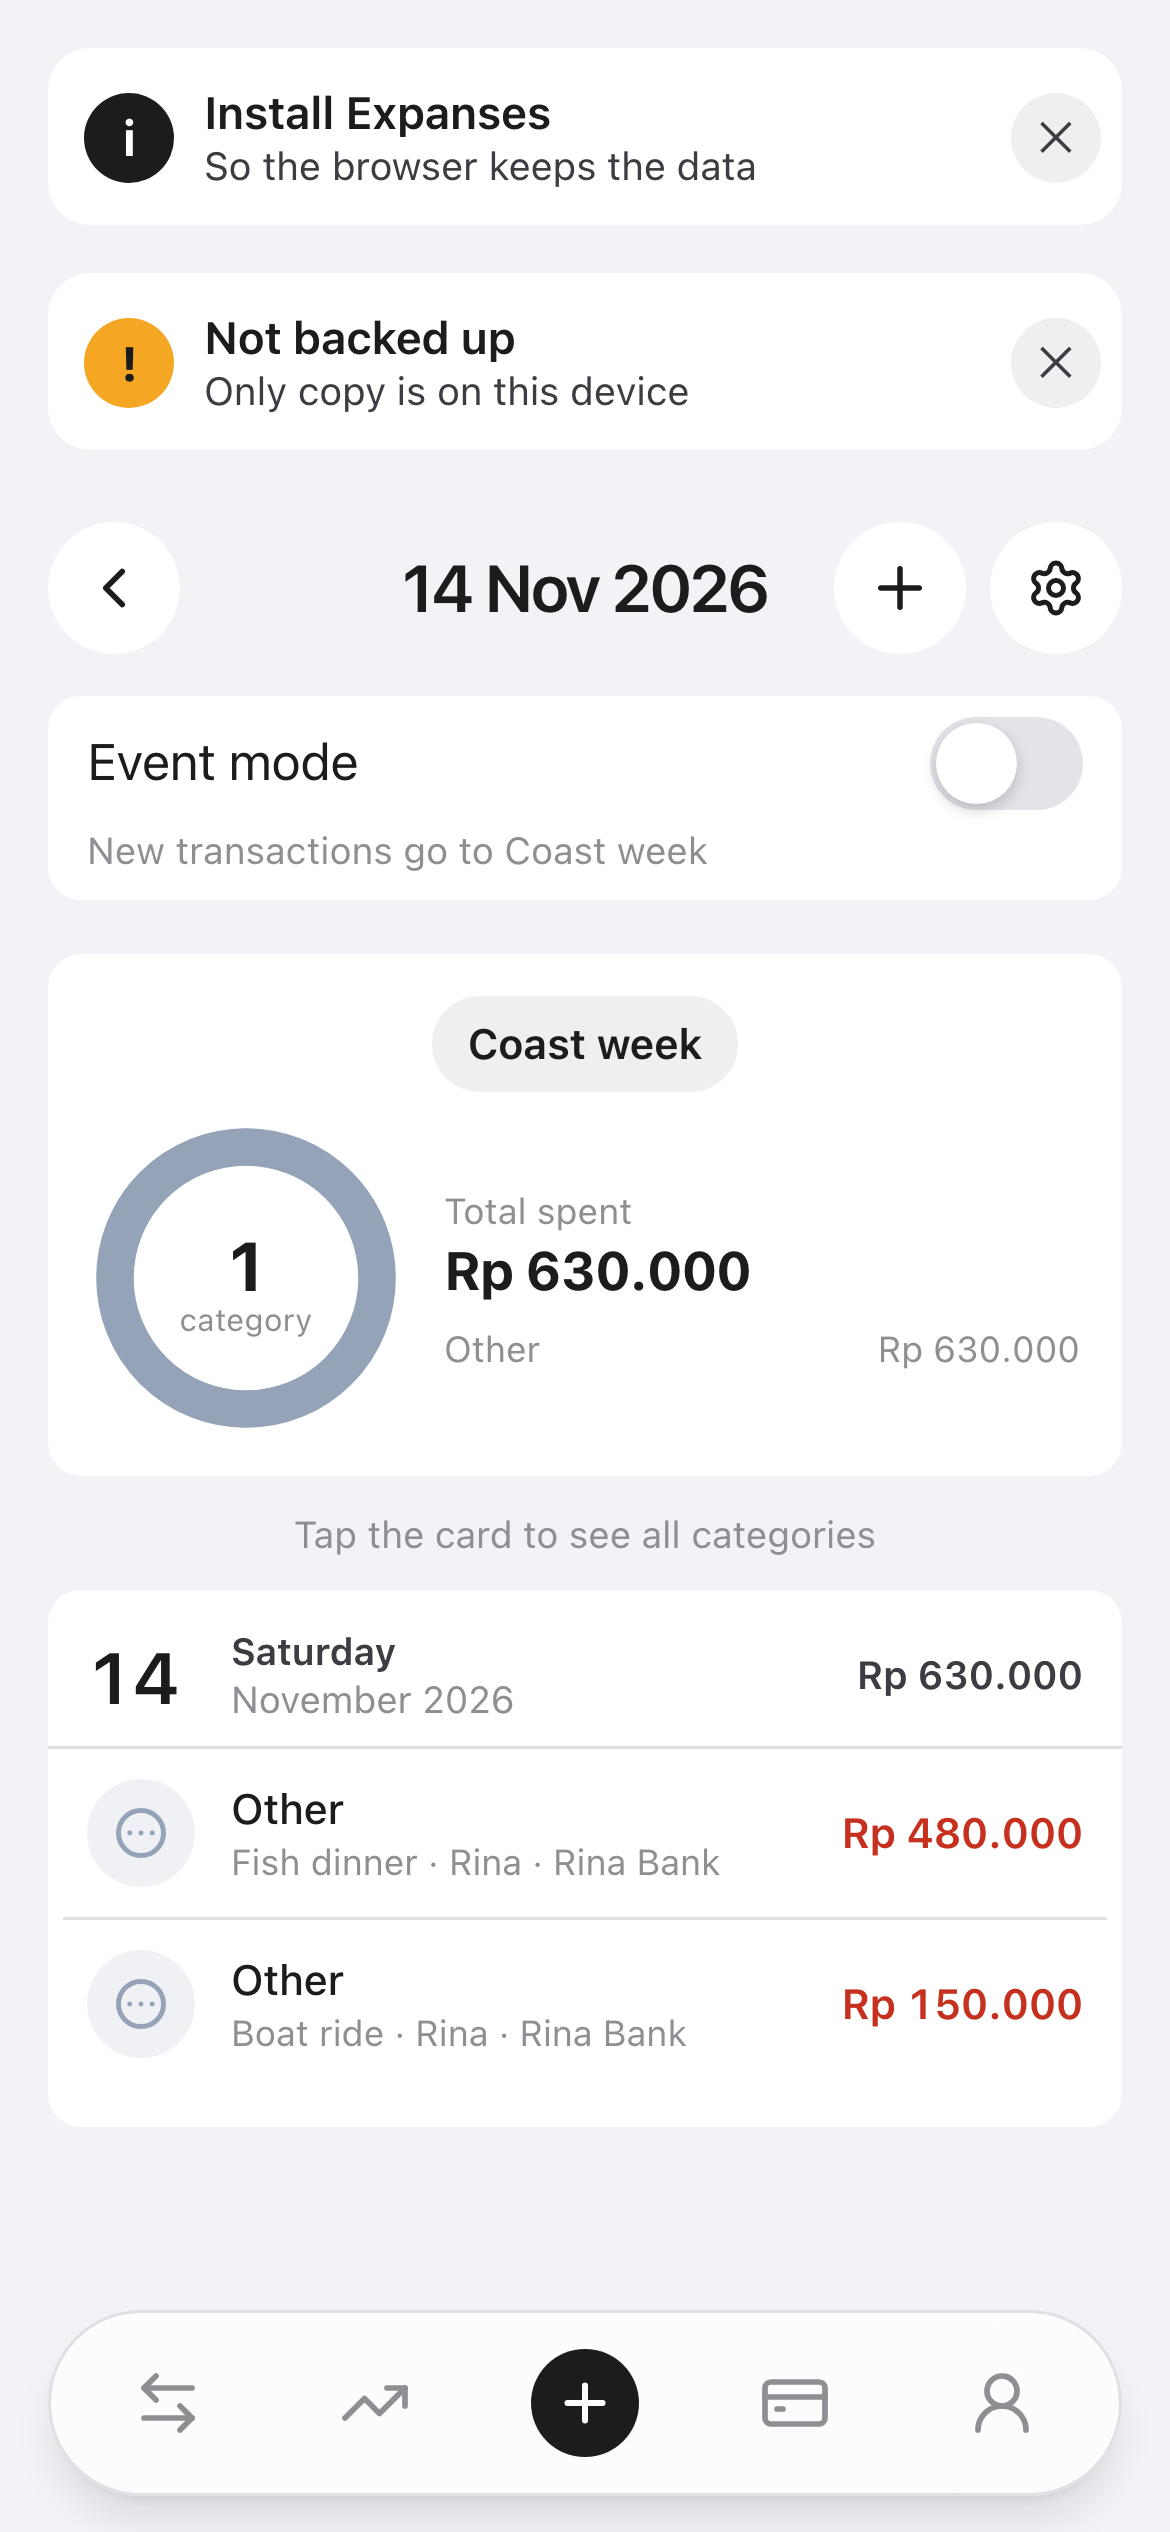 Install Expanses
So the browser keeps the data
Not backed up
Only copy is on this device
14 Nov 2026
Event mode
New transactions go to Coast week
Coast week
1
category
Total spent
Rp 630.000
Other Rp 630.000
Tap the card to see all categories
14
Saturday
November 2026
Rp 630.000
Other
Fish dinner · Rina · Rina Bank
Rp 480.000
Other
Boat ride · Rina · Rina Bank
Rp 150.000